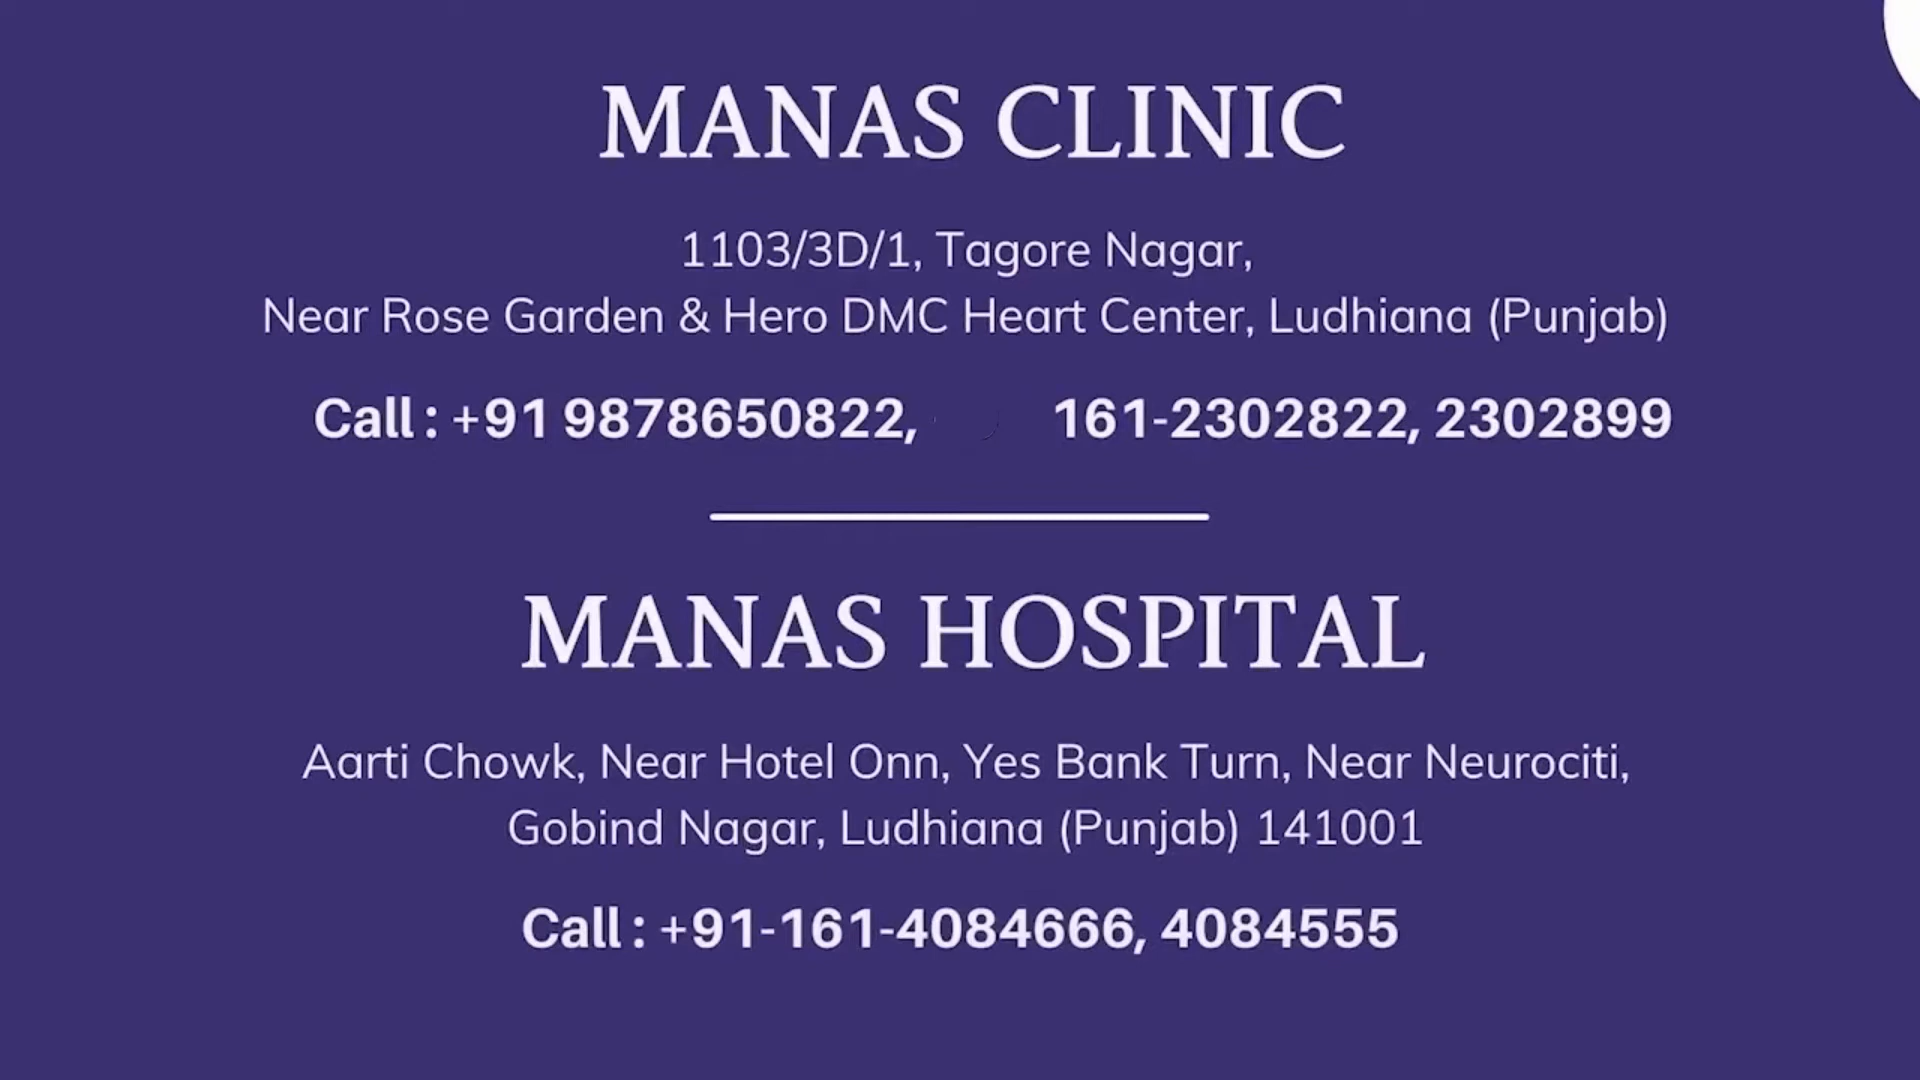 MANAS CLINIC
1103/3D/1, Tagore Nagar,
Near Rose Garden & Hero DMC Heart Center, Ludhiana (Punjab)
Call : +91 9878650822, 161-2302822, 2302899
MANAS HOSPITAL
Aarti Chowk, Near Hotel Onn, Yes Bank Turn, Near Neurociti,
Gobind Nagar, Ludhiana (Punjab) 141001
Call : +91-161-4084666, 4084555